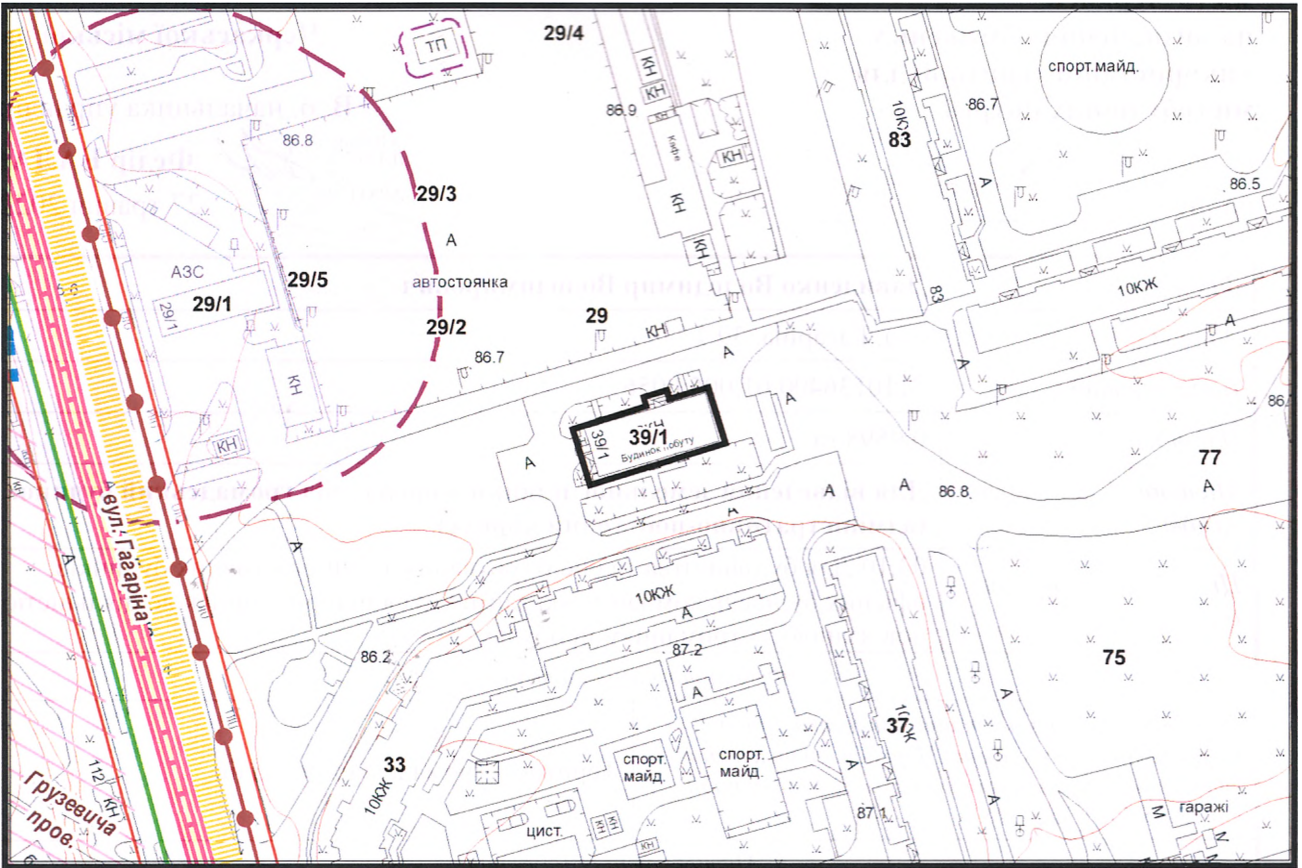 ТП
29/4
86.9
КН
КН
кафе
КН
КН
КН
10КЖ
83
86.7
А
спорт.майд.
86.5
86.8
29/3
А
автостоянка
29/5
АЗС
29/1
29/1
КН
КН
29/2
29
КН
86.7
А
83
10КЖ
А
А
А
39/1
39/1
Будинок побуту
А
А
А
86.8
77
А
А
А
А
вул. Гагаріна
86.2
10КЖ
А
87.2
А
33
10КЖ
спорт.
майд.
спорт.
майд.
37
А
А
А
75
87.1
112
КН
Грузевича
пров.
цист.
КН
КН
КН
гаражі
М